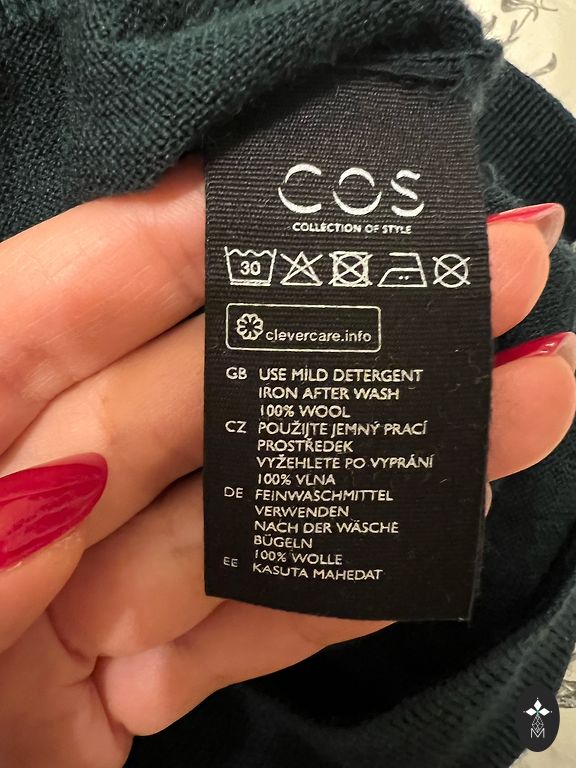 COS
COLLECTION OF STYLE
30
clevercare.info
GB USE MILD DETERGENT
IRON AFTER WASH
100% WOOL
CZ POUŽIJTE JEMNÝ PRACÍ
PROSTŘEDEK
VYŽEHLETE PO VYPRÁNÍ
100% VLNA
DE FEINWASCHMITTEL
VERWENDEN
NACH DER WÄSCHE
BÜGELN
100% WOLLE
EE KASUTA MAHEDAT
M